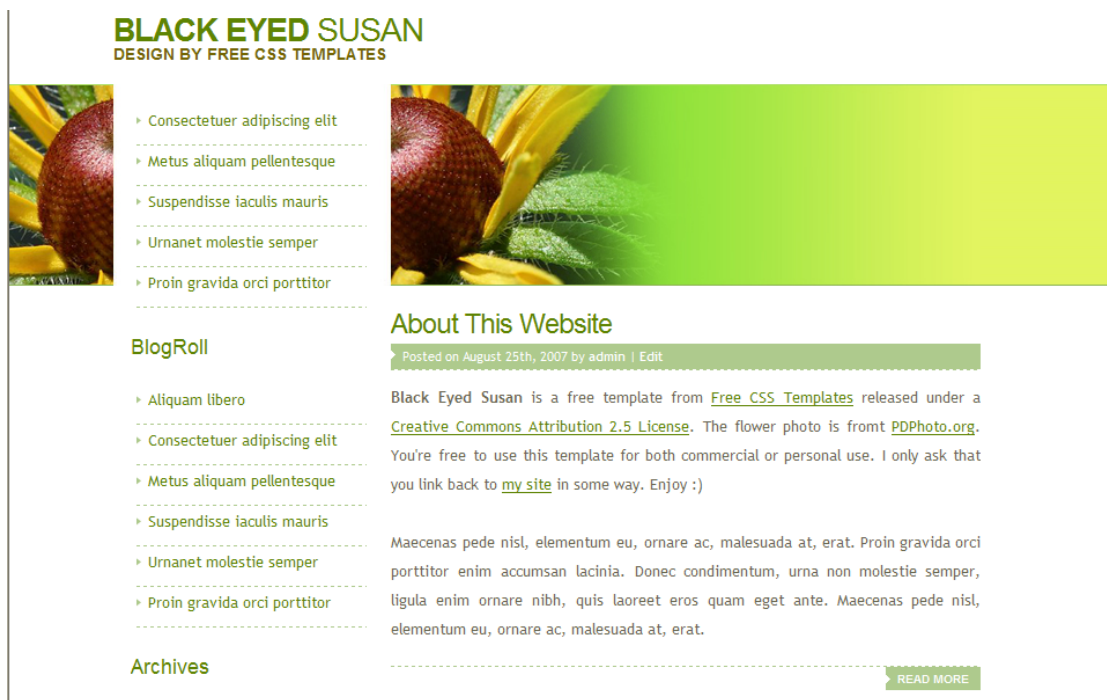 BLACK EYED SUSAN
DESIGN BY FREE CSS TEMPLATES
Consectetuer adipiscing elit
Metus aliquam pellentesque
Suspendisse iaculis mauris
Urnanet molestie semper
Proin gravida orci porttitor
BlogRoll
Aliquam libero
Consectetuer adipiscing elit
Metus aliquam pellentesque
Suspendisse iaculis mauris
Urnanet molestie semper
Proin gravida orci porttitor
Archives
About This Website
Posted on August 25th, 2007 by admin | Edit
Black Eyed Susan is a free template from Free CSS Templates released under a
Creative Commons Attribution 2.5 License. The flower photo is fromt PDPhoto.org.
You're free to use this template for both commercial or personal use. I only ask that
you link back to my site in some way. Enjoy :)
Maecenas pede nisl, elementum eu, ornare ac, malesuada at, erat. Proin gravida orci
porttitor enim accumsan lacinia. Donec condimentum, urna non molestie semper,
ligula enim ornare nibh, quis laoreet eros quam eget ante. Maecenas pede nisl,
elementum eu, ornare ac, malesuada at, erat.
READ MORE